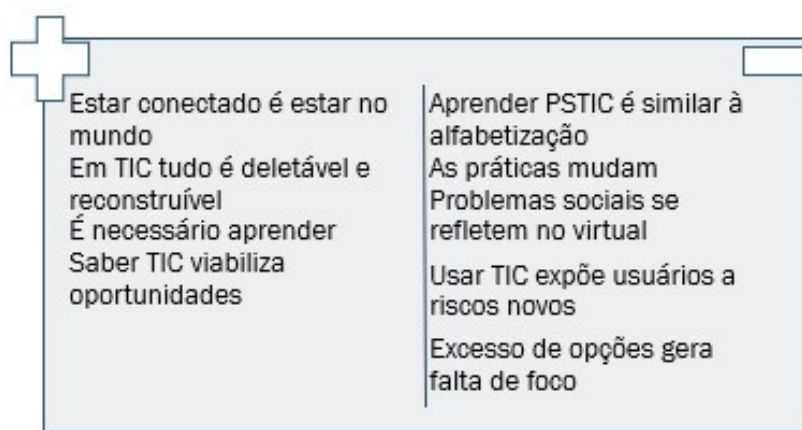 Estar conectado é estar no
mundo
Em TIC tudo é deletável e
reconstruível
É necessário aprender
Saber TIC viabiliza
oportunidades
Aprender PSTIC é similar à
alfabetização
As práticas mudam
Problemas sociais se
refletem no virtual
Usar TIC expõe usuários a
riscos novos
Excesso de opções gera
falta de foco